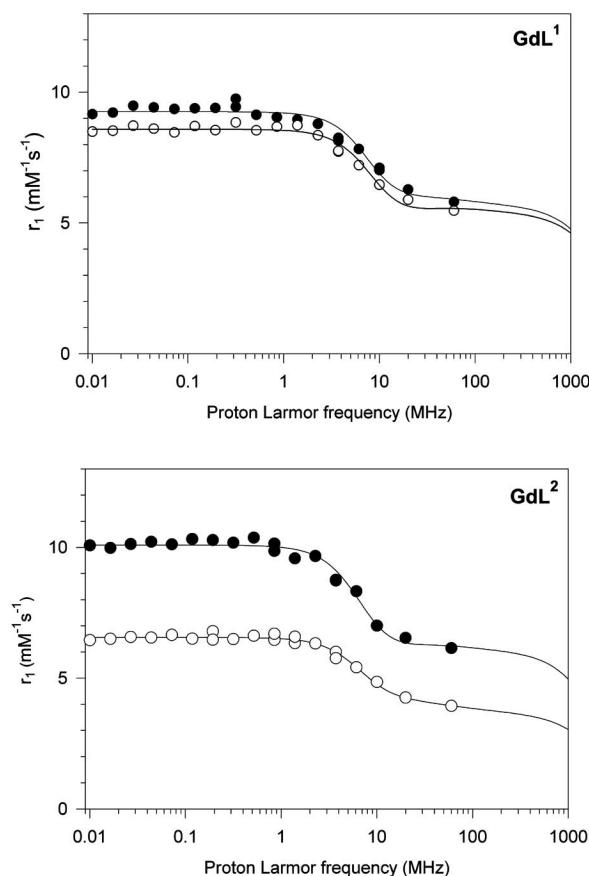 GdL¹
10
5
0
r₁ (mM⁻¹s⁻¹)
0.01 0.1 1 10 100 1000
Proton Larmor frequency (MHz)
GdL²
10
5
0
r₁ (mM⁻¹s⁻¹)
0.01 0.1 1 10 100 1000
Proton Larmor frequency (MHz)